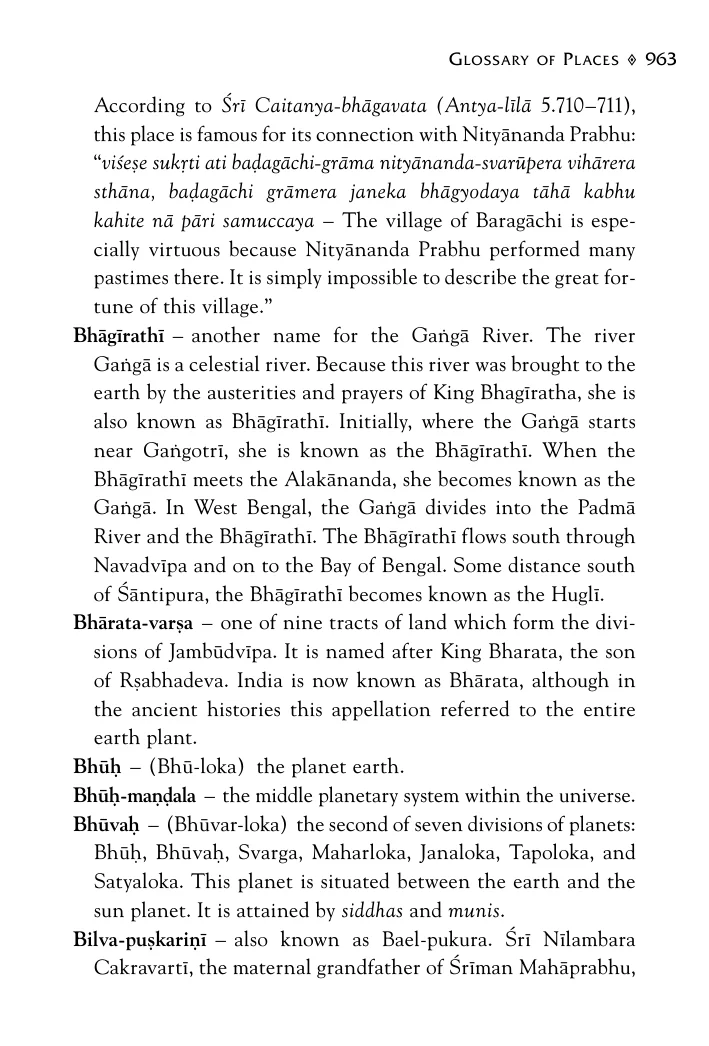 Glossary of Places ◊ 963
According to Śrī Caitanya-bhāgavata (Antya-līlā 5.710–711),
this place is famous for its connection with Nityānanda Prabhu:
“viśeṣe sukṛti ati baḍagāchi-grāma nityānanda-svarūpera vihārera
sthāna, baḍagāchi grāmera janeka bhāgyodaya tāhā kabhu
kahite nā pāri samuccaya – The village of Baragāchi is espe-
cially virtuous because Nityānanda Prabhu performed many
pastimes there. It is simply impossible to describe the great for-
tune of this village.”
Bhāgīrathī – another name for the Gaṅgā River. The river
Gaṅgā is a celestial river. Because this river was brought to the
earth by the austerities and prayers of King Bhagīratha, she is
also known as Bhāgīrathī. Initially, where the Gaṅgā starts
near Gaṅgotrī, she is known as the Bhāgīrathī. When the
Bhāgīrathī meets the Alakānanda, she becomes known as the
Gaṅgā. In West Bengal, the Gaṅgā divides into the Padmā
River and the Bhāgīrathī. The Bhāgīrathī flows south through
Navadvīpa and on to the Bay of Bengal. Some distance south
of Śāntipura, the Bhāgīrathī becomes known as the Huglī.
Bhārata-varṣa – one of nine tracts of land which form the divi-
sions of Jambūdvīpa. It is named after King Bharata, the son
of Rṣabhadeva. India is now known as Bhārata, although in
the ancient histories this appellation referred to the entire
earth plant.
Bhūḥ – (Bhū-loka) the planet earth.
Bhūḥ-maṇḍala – the middle planetary system within the universe.
Bhūvaḥ – (Bhūvar-loka) the second of seven divisions of planets:
Bhūḥ, Bhūvaḥ, Svarga, Maharloka, Janaloka, Tapoloka, and
Satyaloka. This planet is situated between the earth and the
sun planet. It is attained by siddhas and munis.
Bilva-puṣkariṇī – also known as Bael-pukura. Śrī Nīlambara
Cakravartī, the maternal grandfather of Śrīman Mahāprabhu,